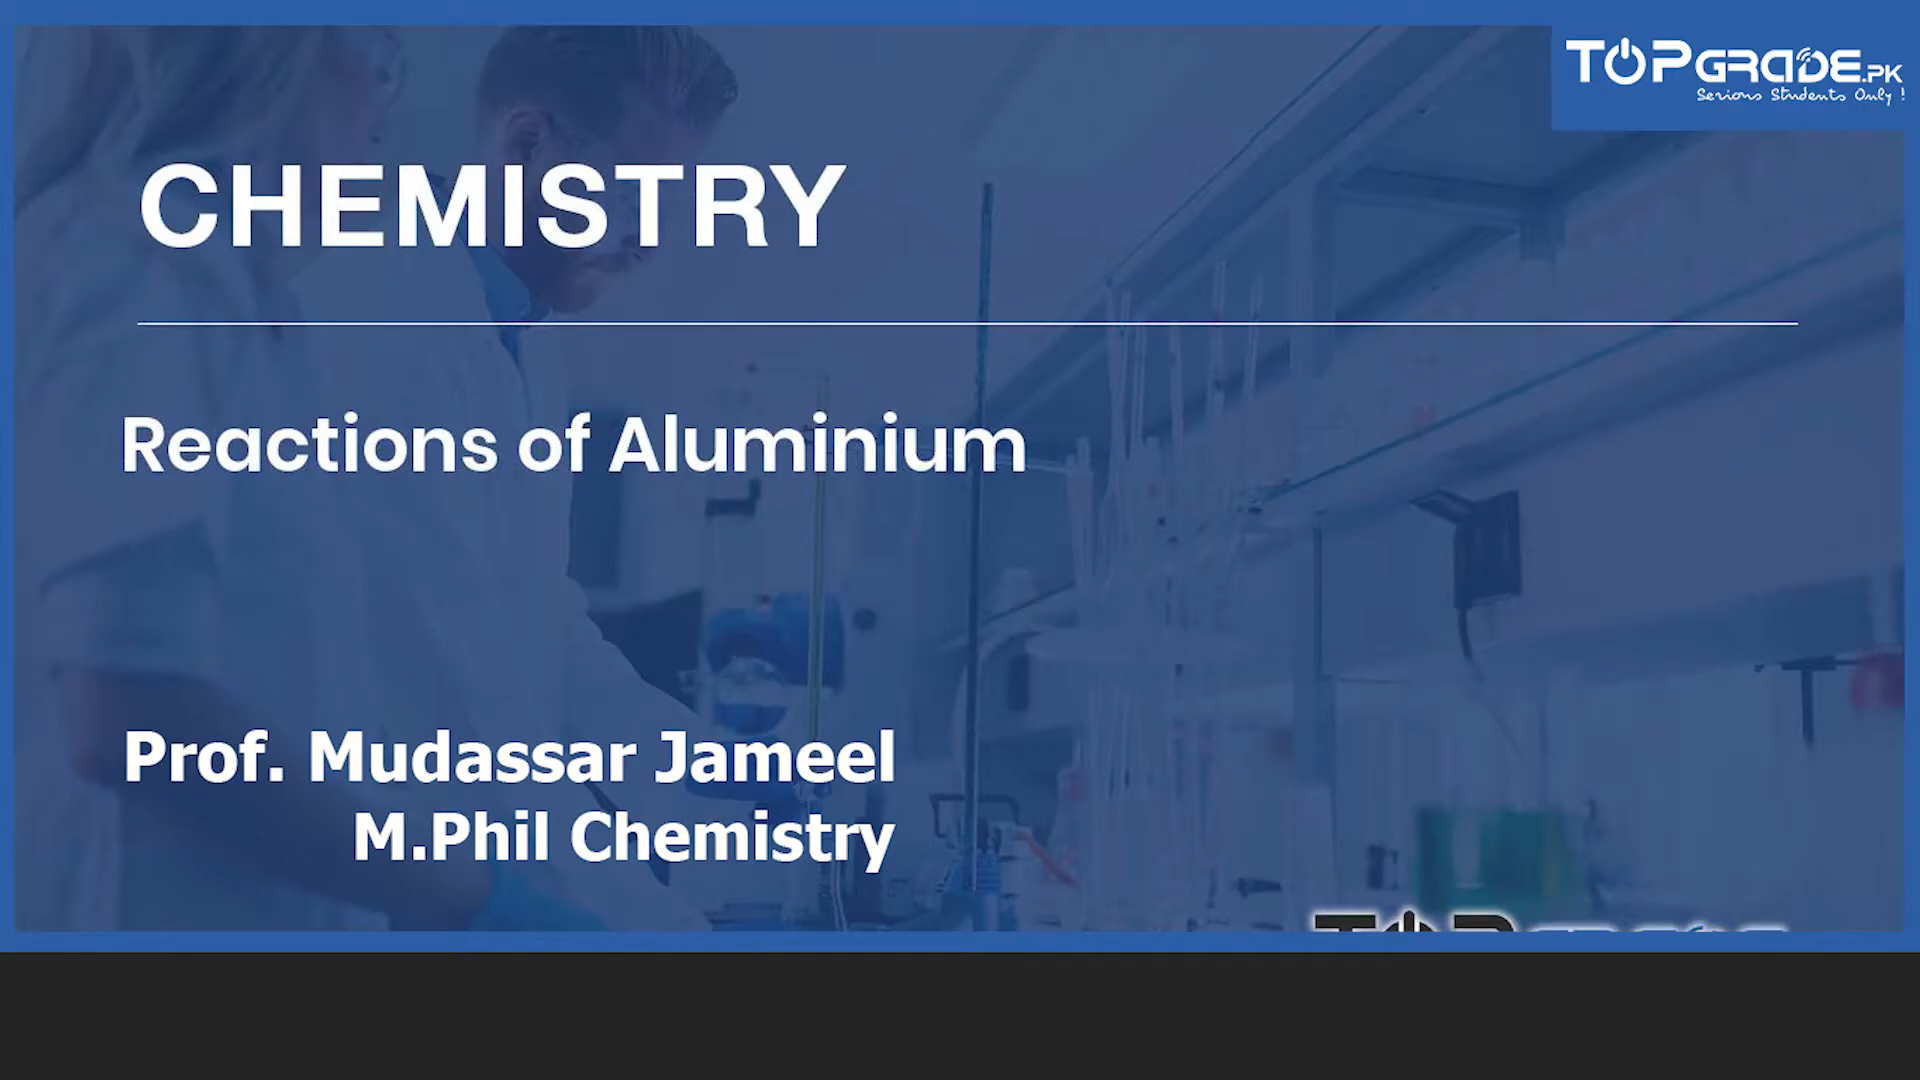 TOPGRADE.PK
Serious Students Only !
CHEMISTRY
Reactions of Aluminium
Prof. Mudassar Jameel
M.Phil Chemistry